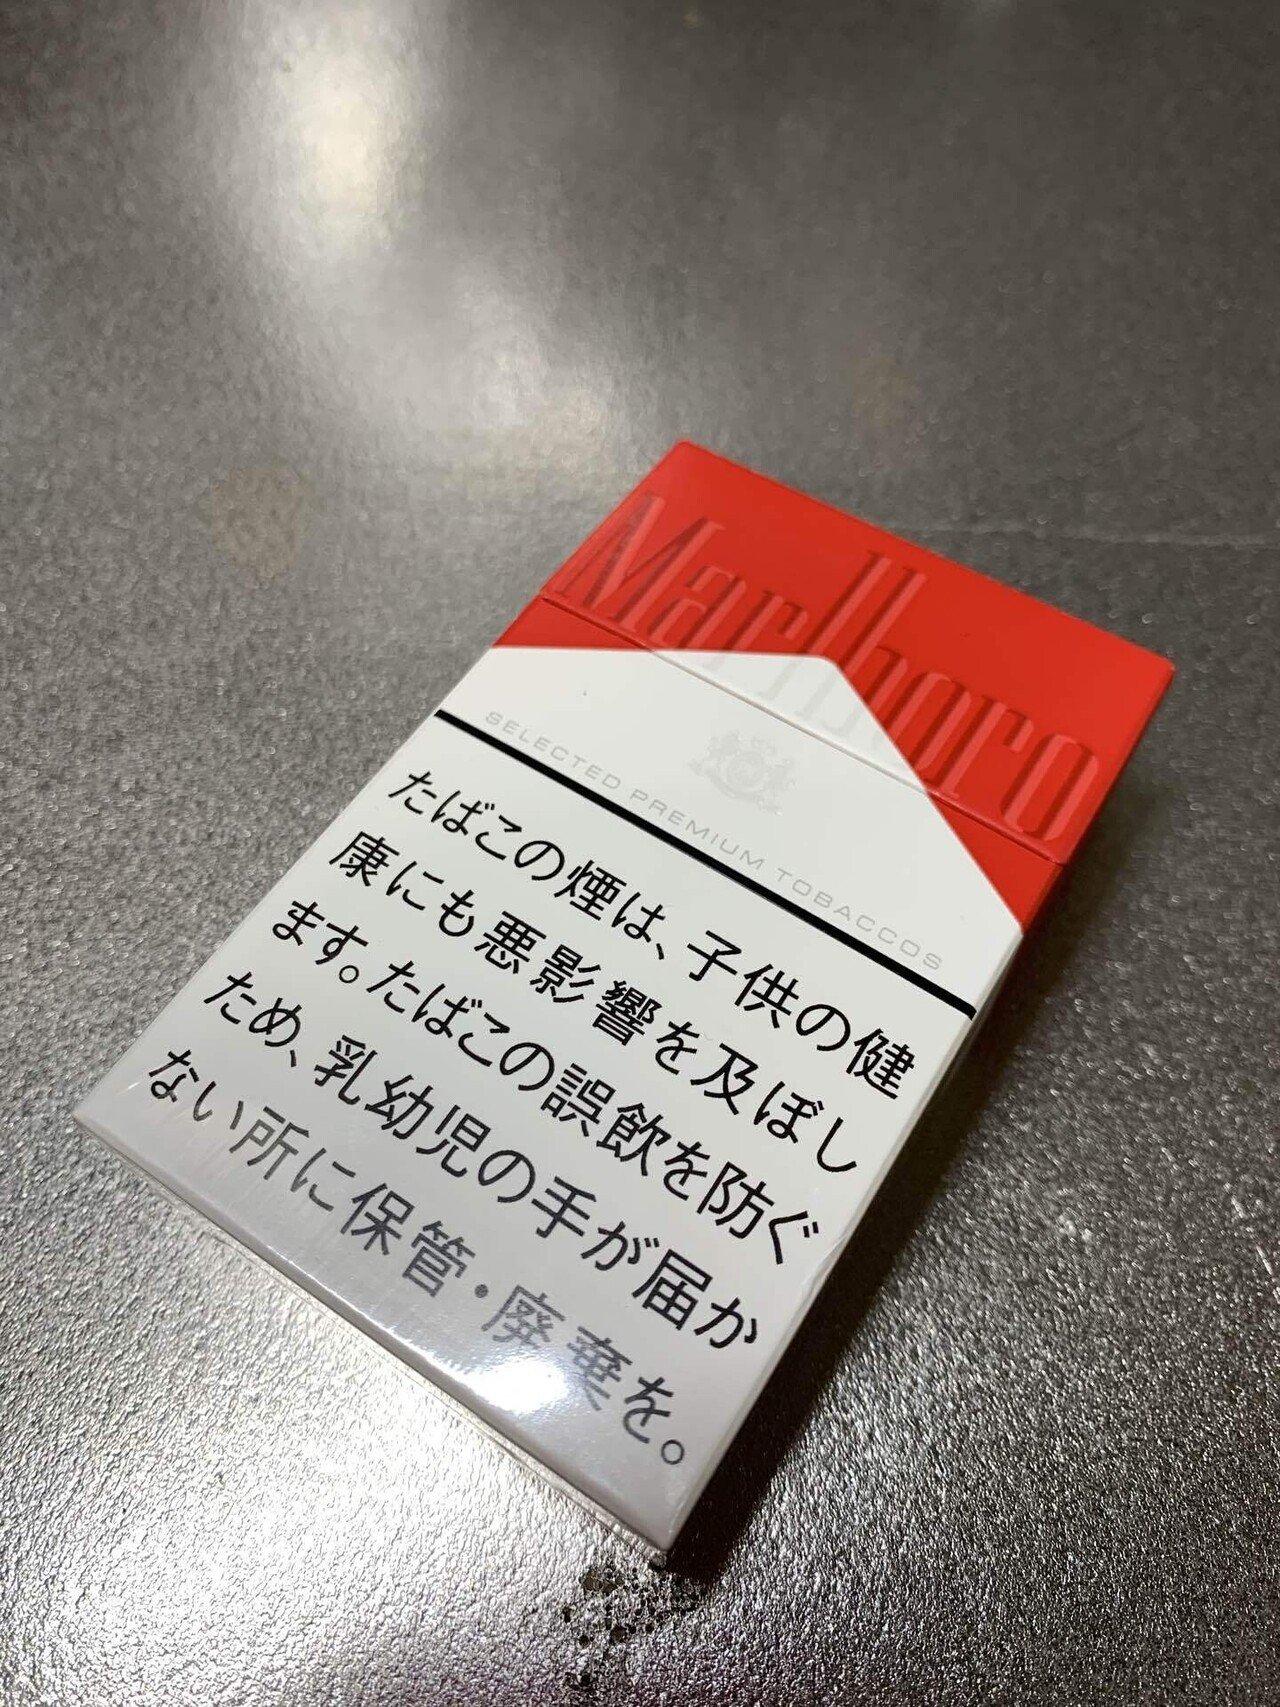 Marlboro
SELECTED PREMIUM TOBACCOS
たばこの煙は、子供の健
康にも悪影響を及ぼし
ます。たばこの誤飲を防ぐ
ため、乳幼児の手が届か
ない所に保管・廃棄を。